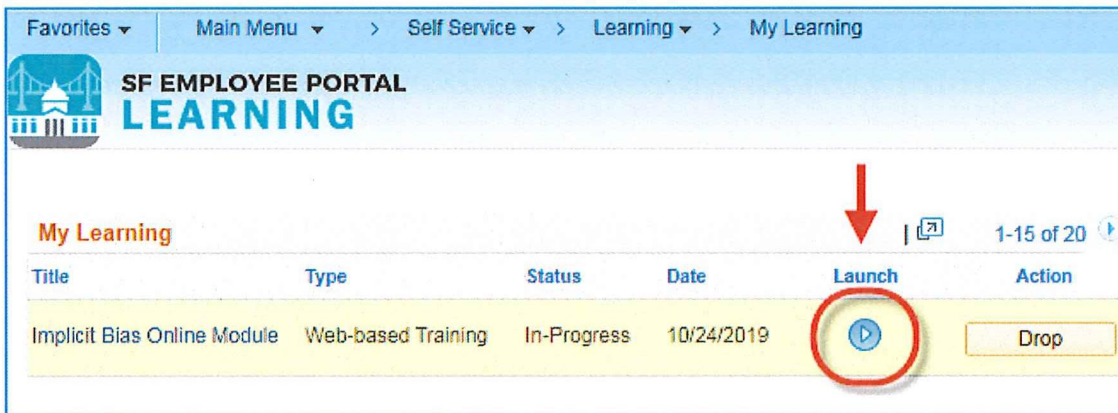 Favorites Main Menu > Self Service > Learning > My Learning
SF EMPLOYEE PORTAL
LEARNING
My Learning | 1-15 of 20
Title Type Status Date Launch Action
Implicit Bias Online Module Web-based Training In-Progress 10/24/2019 Drop